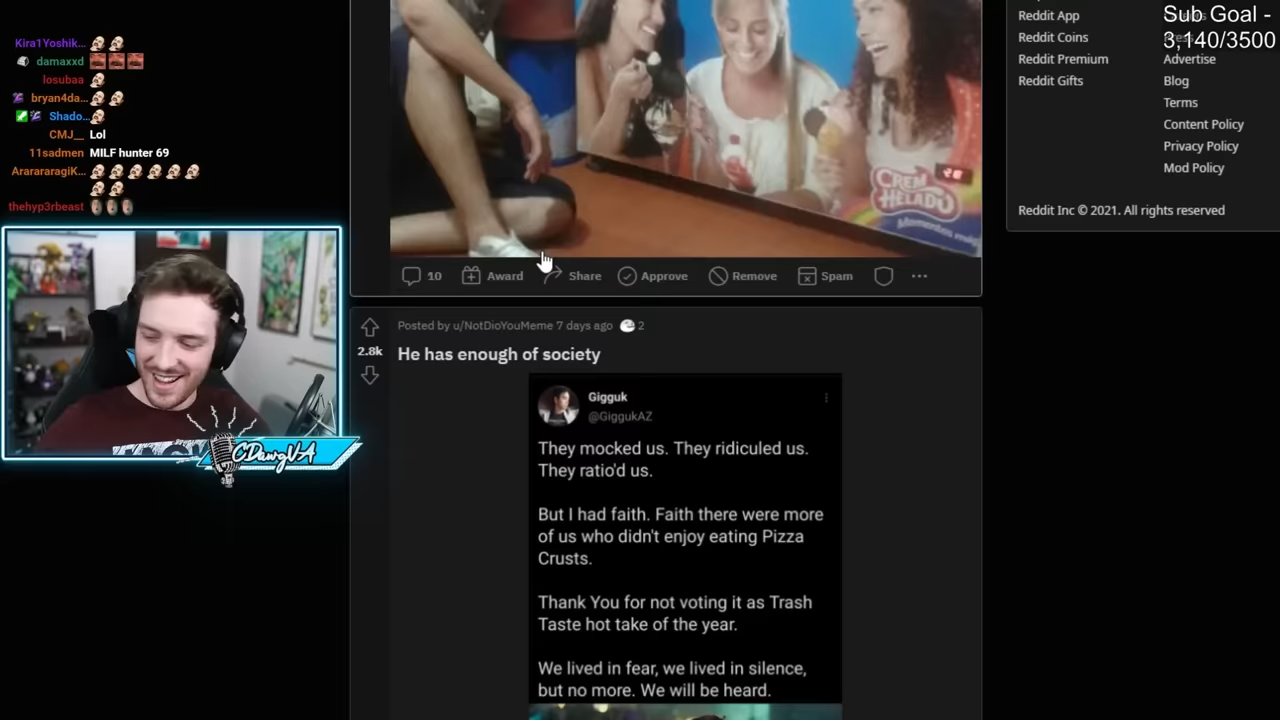 Kira1Yoshik...
damaxxd
losubaa
bryan4da...
Shado...
CMJ__ Lol
11sadmen MILF hunter 69
ArarararagiK...
thehyp3rbeast
CDawgVA
CREM
HELADO
10 Award Share Approve Remove Spam
Posted by u/NotDioYouMeme 7 days ago 2
2.8k
He has enough of society
Gigguk
@GiggukAZ
They mocked us. They ridiculed us.
They ratio'd us.
But I had faith. Faith there were more
of us who didn't enjoy eating Pizza
Crusts.
Thank You for not voting it as Trash
Taste hot take of the year.
We lived in fear, we lived in silence,
but no more. We will be heard.
Sub Goal -
3,140/3500
Reddit App
Reddit Coins
Reddit Premium
Reddit Gifts
Advertise
Blog
Terms
Content Policy
Privacy Policy
Mod Policy
Reddit Inc © 2021. All rights reserved